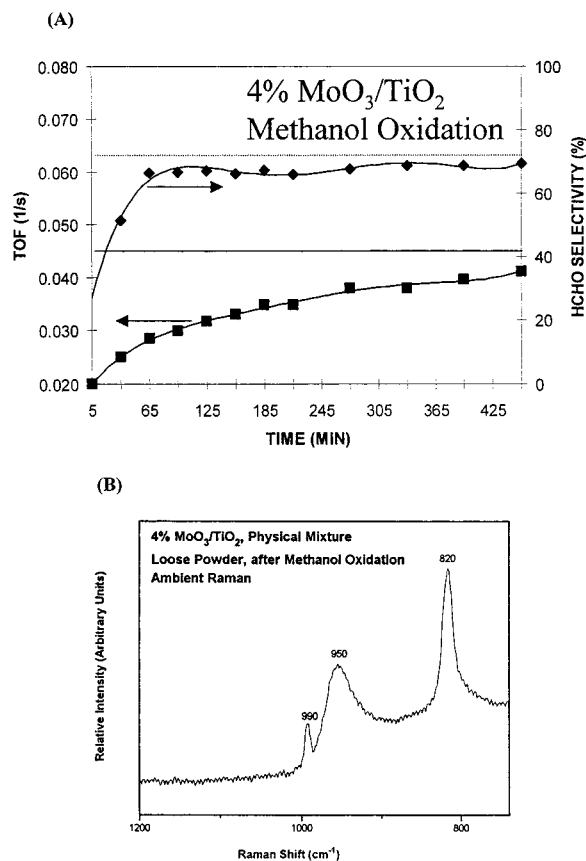 (A)
4% MoO₃/TiO₂
Methanol Oxidation
0.080
0.070
0.060
0.050
0.040
0.030
0.020
TOF (1/s)
100
80
60
40
20
0
HCHO SELECTIVITY (%)
5 65 125 185 245 305 365 425
TIME (MIN)
(B)
4% MoO₃/TiO₂, Physical Mixture
Loose Powder, after Methanol Oxidation
Ambient Raman
820
950
990
Relative Intensity (Arbitrary Units)
1200 1000 800
Raman Shift (cm⁻¹)